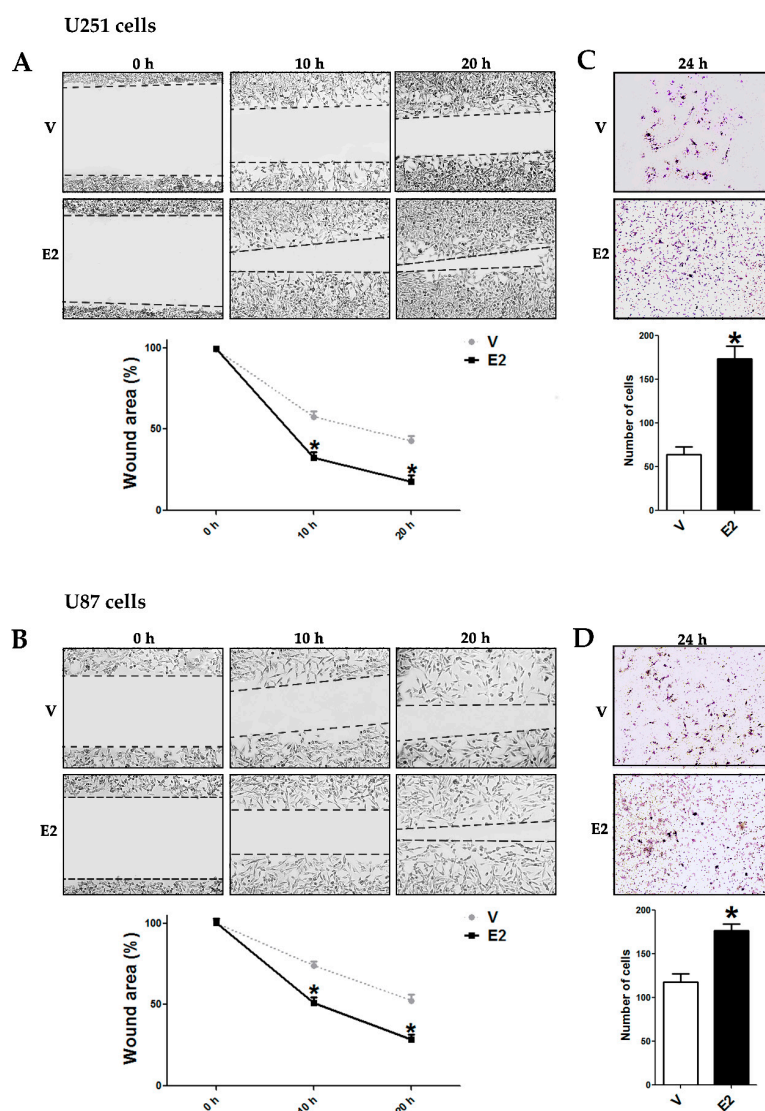 U251 cells
A
0 h
10 h
20 h
C
24 h
V
V
E2
E2
V
E2
Wound area (%)
100
50
0
*
*
0 h
10 h
20 h
Number of cells
200
150
100
50
0
*
V
E2
U87 cells
B
0 h
10 h
20 h
D
24 h
V
V
E2
E2
V
E2
Wound area (%)
100
50
0
*
*
0 h
10 h
20 h
Number of cells
200
150
100
50
0
*
V
E2